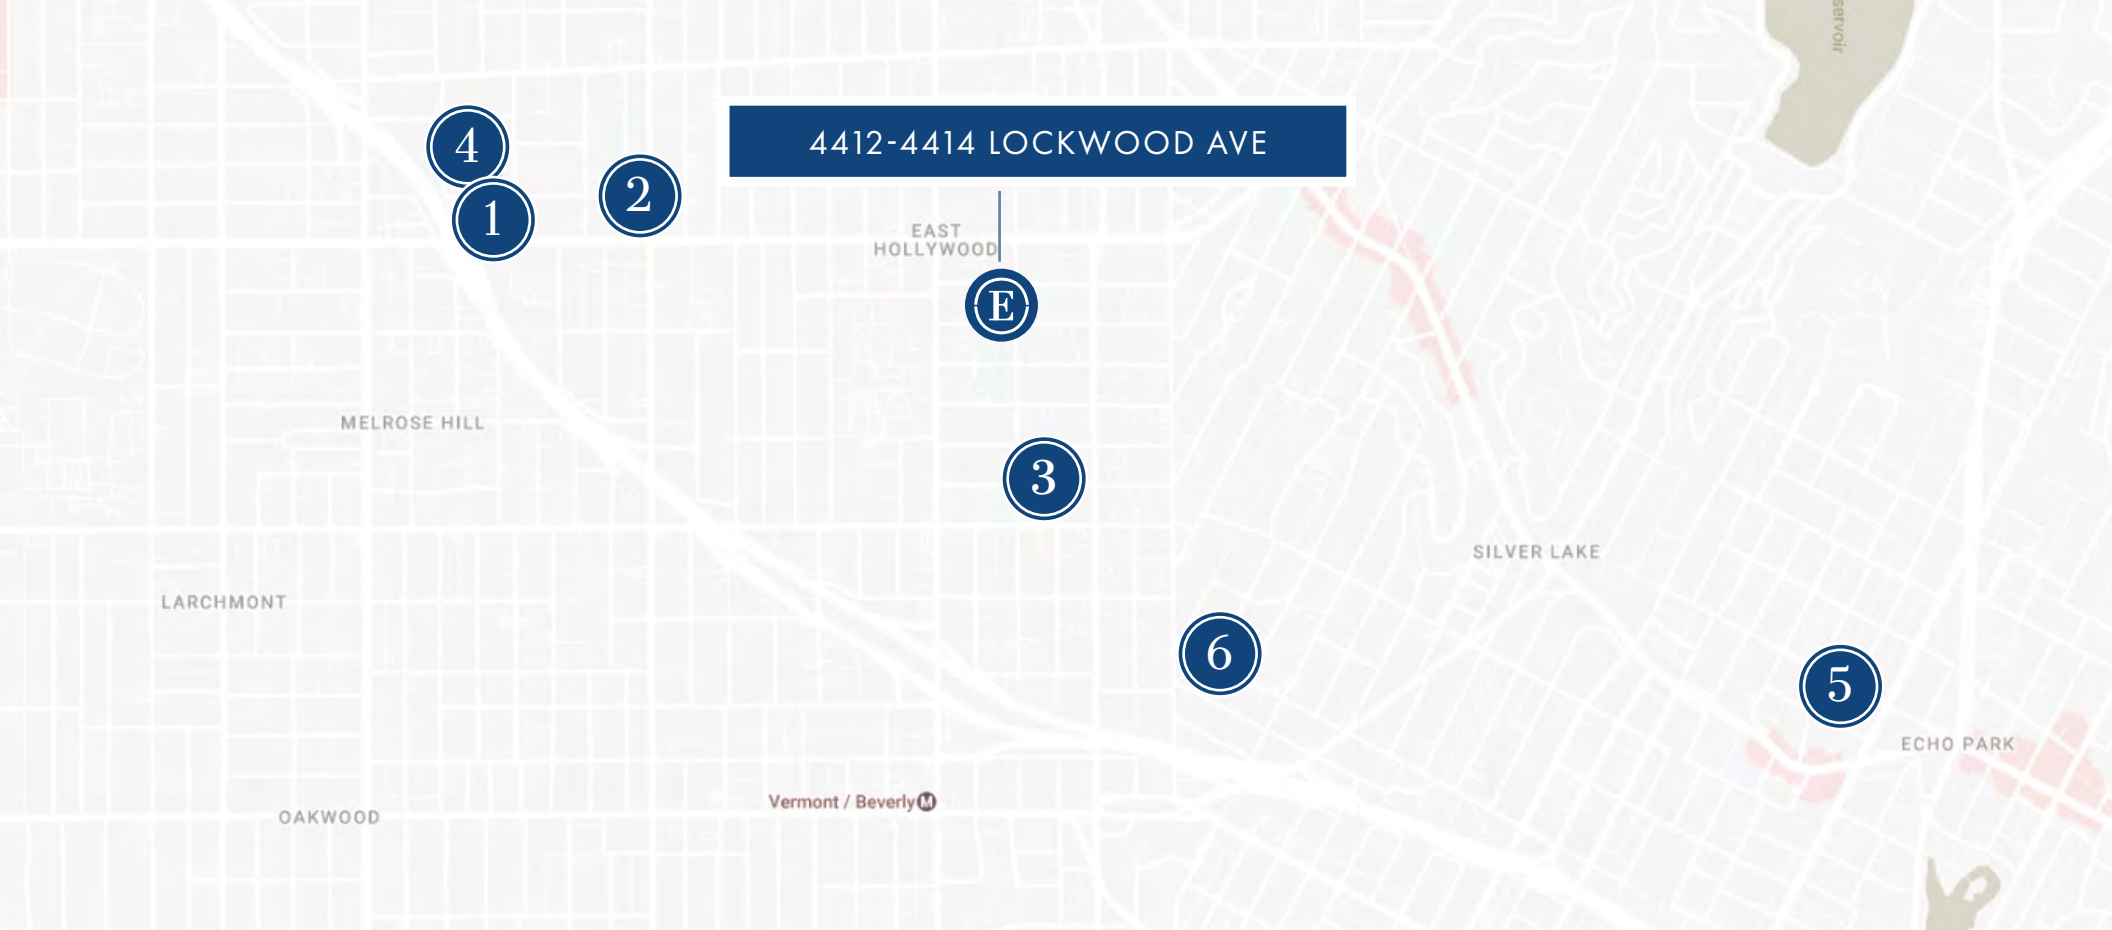 servoir
4412-4414 LOCKWOOD AVE
4
1
2
EAST
HOLLYWOOD
E
MELROSE HILL
3
SILVER LAKE
LARCHMONT
6
5
ECHO PARK
Vermont / Beverly M
OAKWOOD